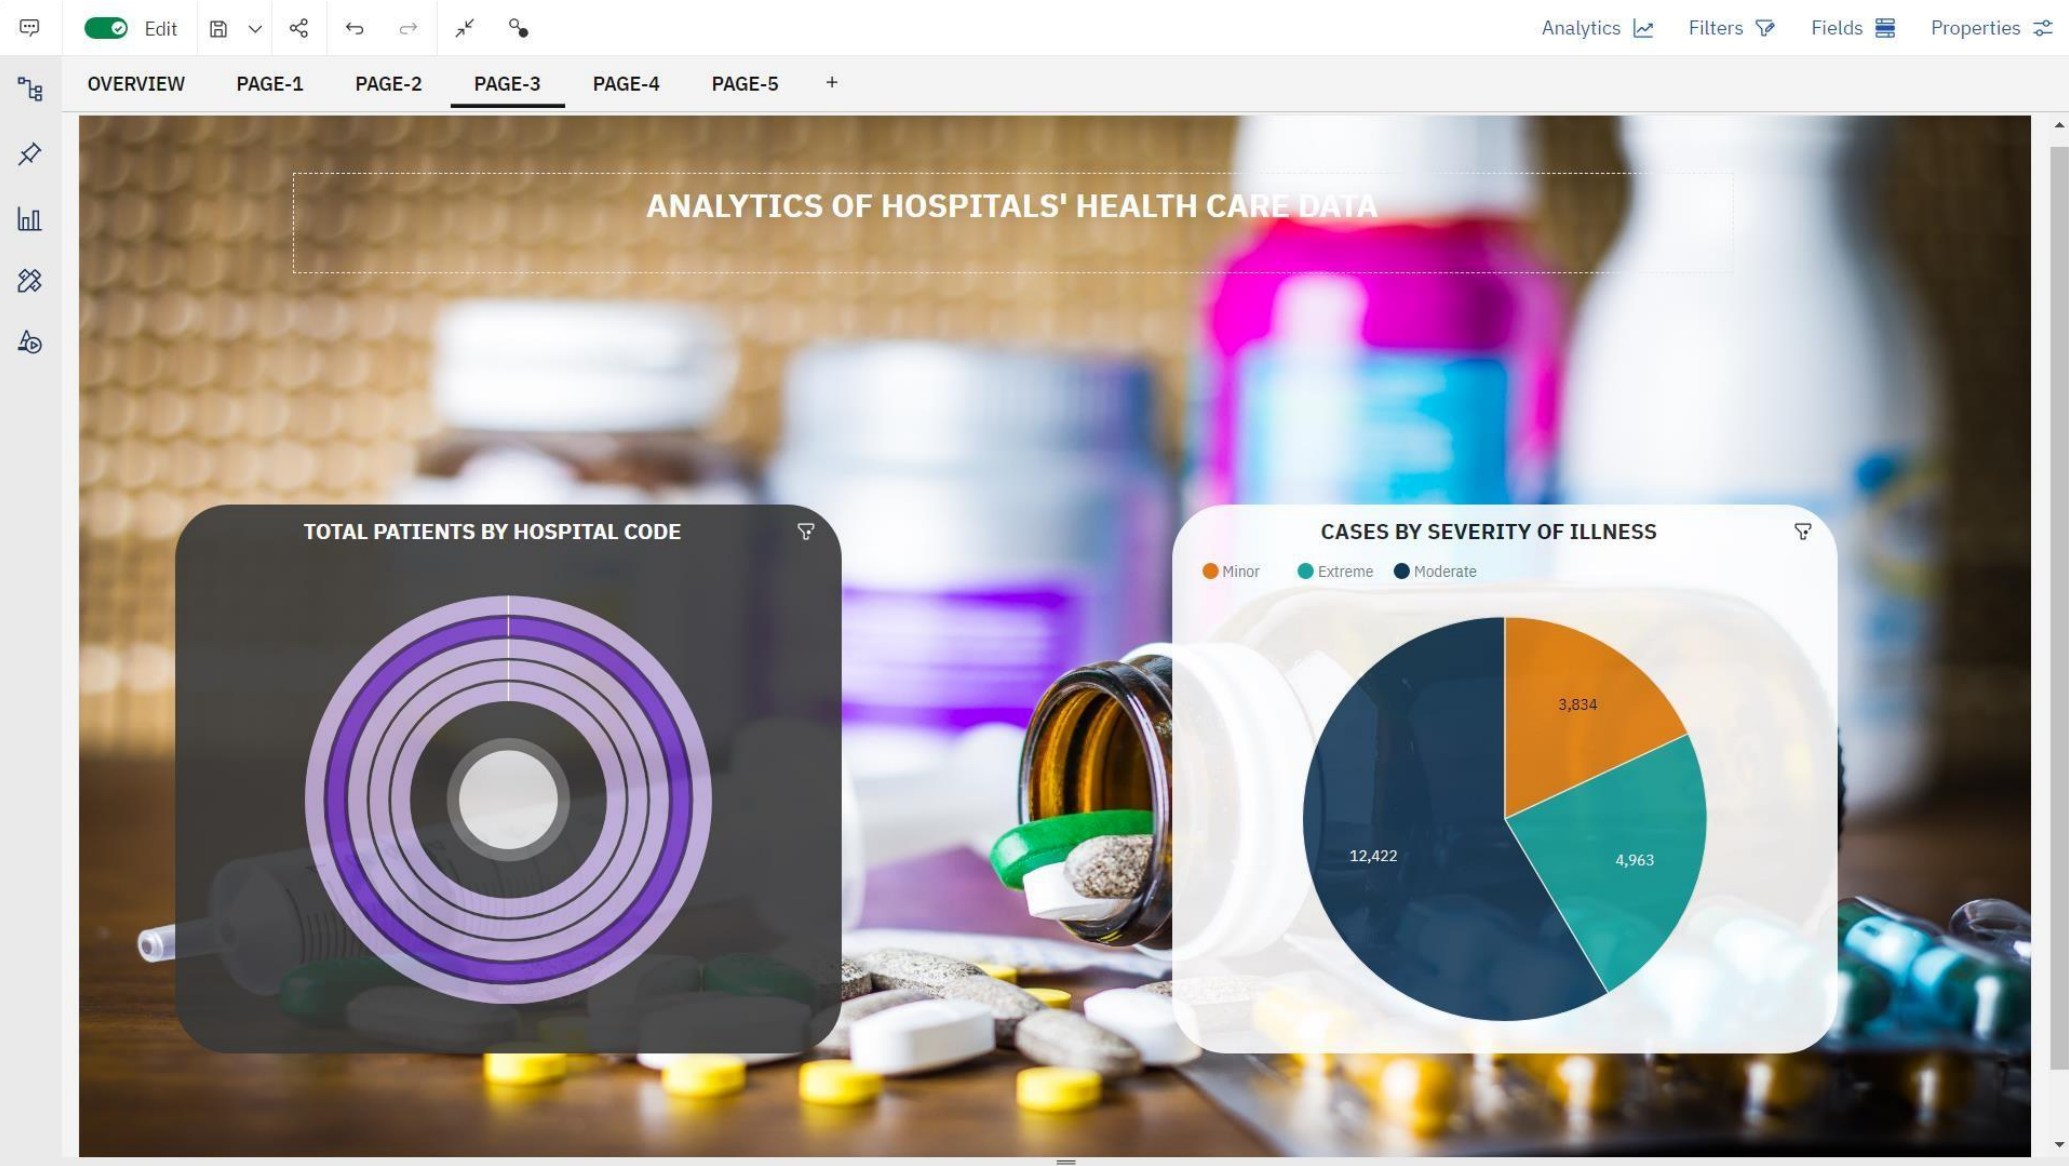 Edit
Analytics
Filters
Fields
Properties
OVERVIEW
PAGE-1
PAGE-2
PAGE-3
PAGE-4
PAGE-5
+
ANALYTICS OF HOSPITALS' HEALTH CARE DATA
TOTAL PATIENTS BY HOSPITAL CODE
CASES BY SEVERITY OF ILLNESS
Minor
Extreme
Moderate
3,834
12,422
4,963